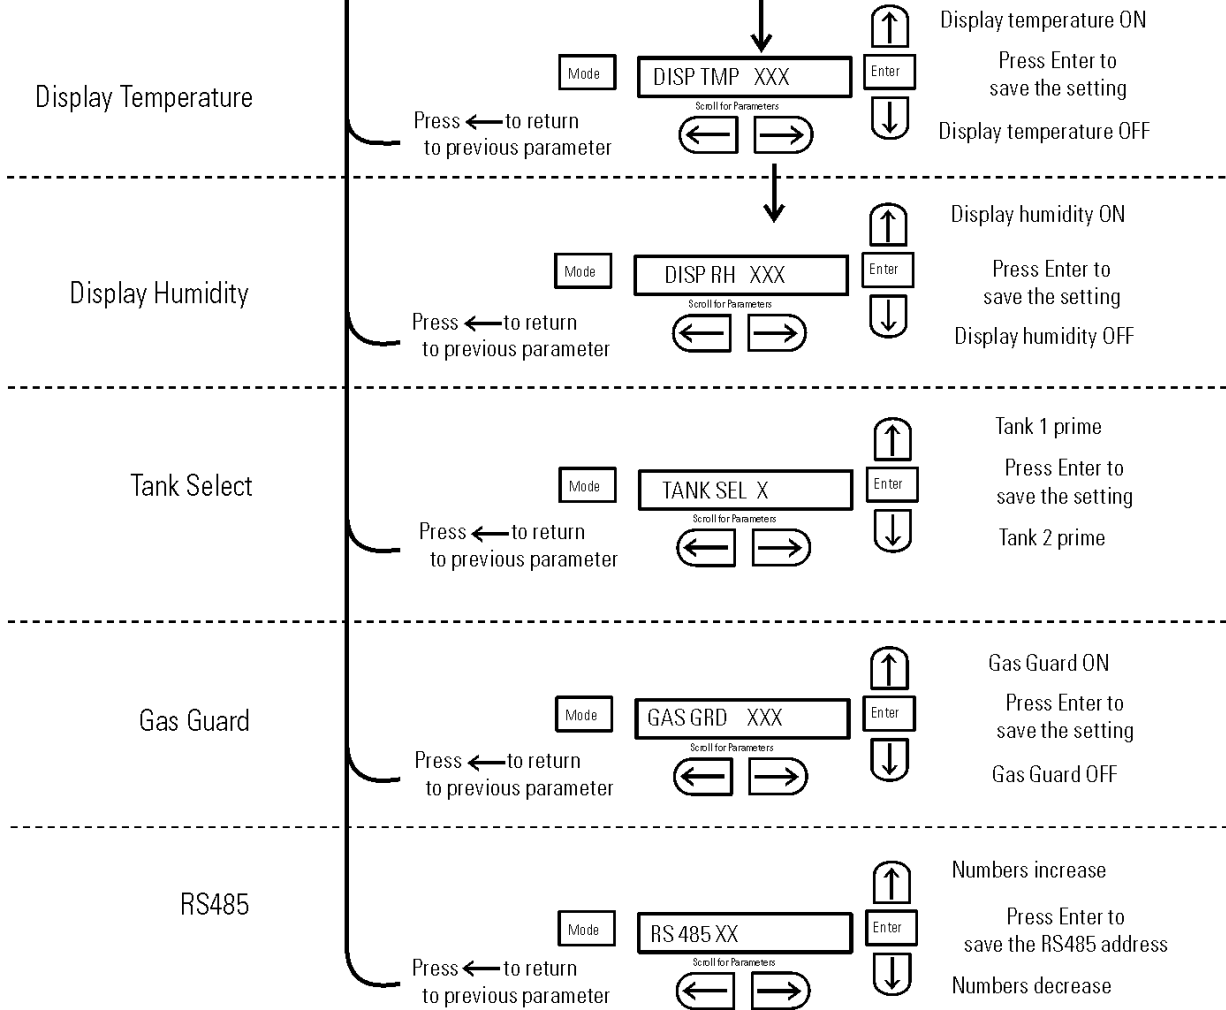 Display temperature ON
Mode
DISP TMP XXX
Enter
Press Enter to
save the setting
Display Temperature
Scroll for Parameters
Press ← to return
to previous parameter
← →
Display temperature OFF
Display humidity ON
Mode
DISP RH XXX
Enter
Press Enter to
save the setting
Display Humidity
Scroll for Parameters
Press ← to return
to previous parameter
← →
Display humidity OFF
Tank 1 prime
Tank Select
Mode
TANK SEL X
Enter
Press Enter to
save the setting
Scroll for Parameters
Press ← to return
to previous parameter
← →
Tank 2 prime
Gas Guard ON
Gas Guard
Mode
GAS GRD XXX
Enter
Press Enter to
save the setting
Scroll for Parameters
Press ← to return
to previous parameter
← →
Gas Guard OFF
Numbers increase
RS485
Mode
RS 485 XX
Enter
Press Enter to
save the RS485 address
Scroll for Parameters
Press ← to return
to previous parameter
← →
Numbers decrease